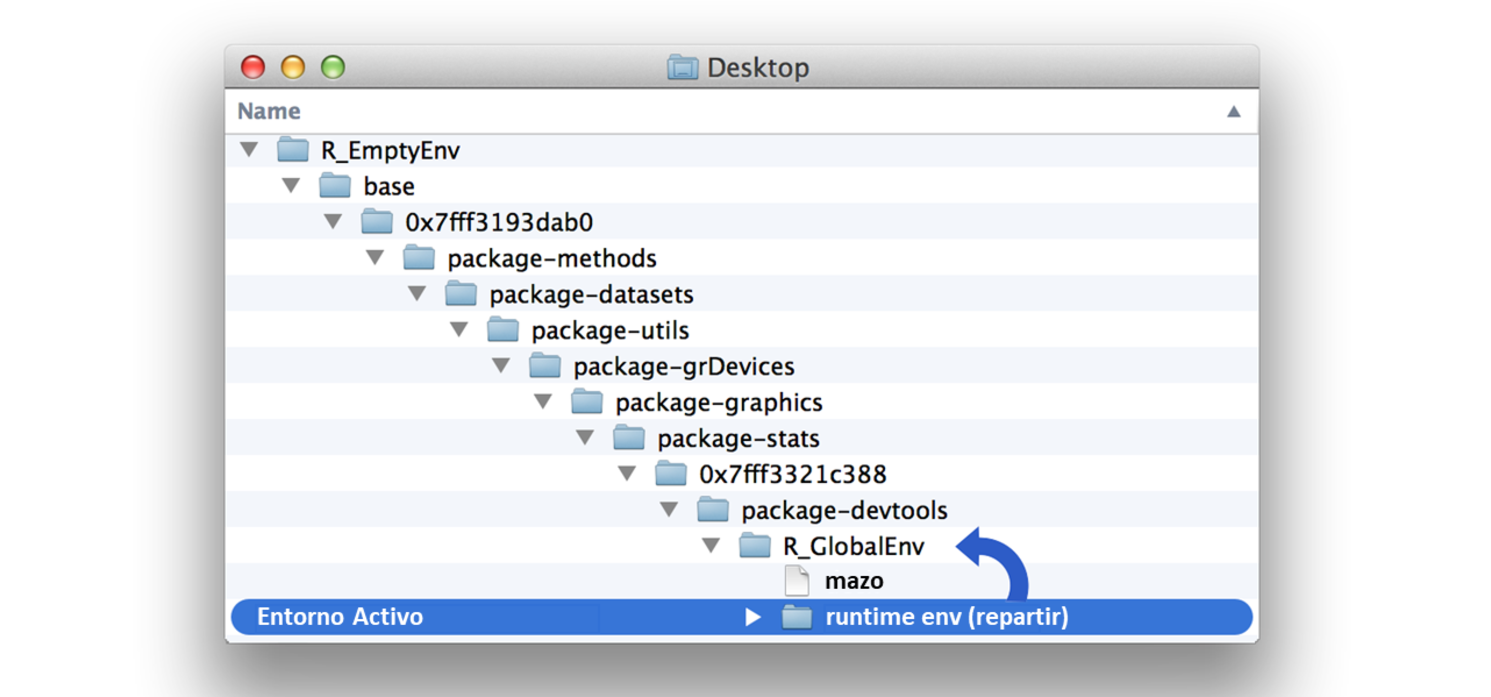 Desktop
Name
R_EmptyEnv
base
0x7fff3193dab0
package-methods
package-datasets
package-utils
package-grDevices
package-graphics
package-stats
0x7fff3321c388
package-devtools
R_GlobalEnv
mazo
Entorno Activo runtime env (repartir)